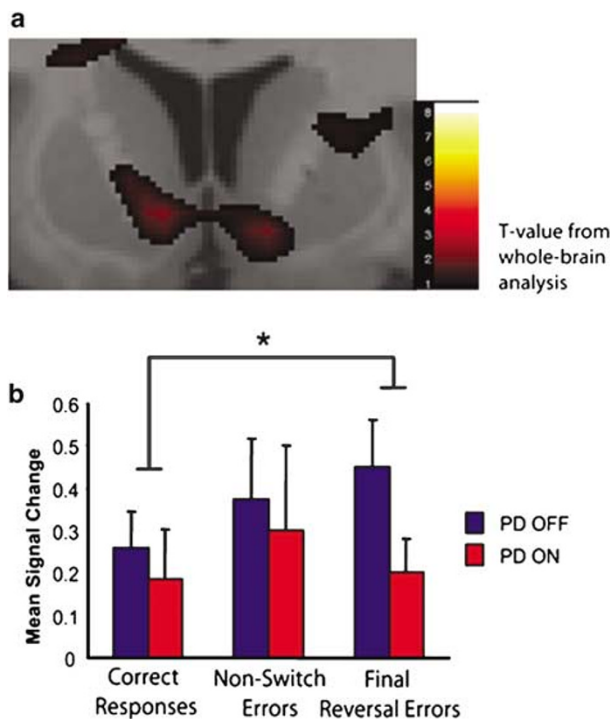 a
8
7
6
5
4
3
2
1
T-value from
whole-brain
analysis
b
*
0.6
0.5
0.4
0.3
0.2
0.1
0
Mean Signal Change
PD OFF
PD ON
Correct
Responses
Non-Switch
Errors
Final
Reversal Errors